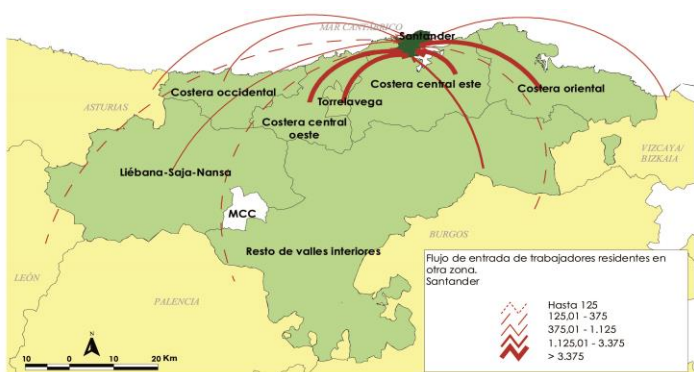 MAR CANTÁBRICO
Santander
Costera occidental
Costera central este
Costera oriental
ASTURIAS
Torrelavega
Costera central
oeste
VIZCAYA/
BIZKAIA
Liébana-Saja-Nansa
MCC
BURGOS
Resto de valles interiores
LEÓN
PALENCIA
Flujo de entrada de trabajadores residentes en
otra zona.
Santander
Hasta 125
125,01 - 375
375,01 - 1.125
1.125,01 - 3.375
> 3.375
N
10 0 10 20 Km